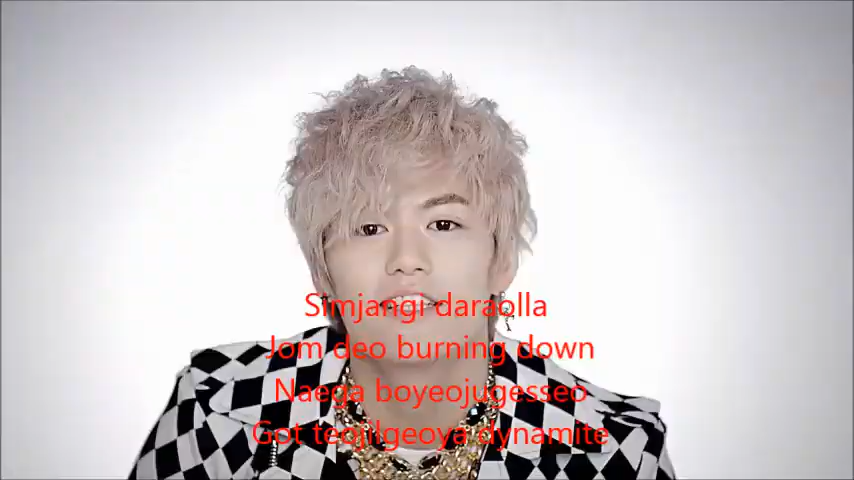 Simjangi daraolla
Jom deo burning down
Naega boyeojugesseo
Got teojilgeoya dynamite